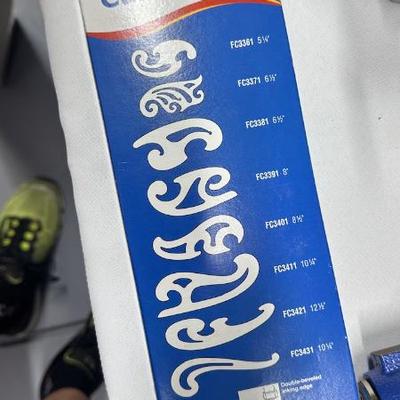 FC3361 5¼"
FC3371 6½"
FC3381 6½"
FC3391 8"
FC3401 8½"
FC3411 10¼"
FC3421 12½"
FC3431 10¾"
Double-beveled
inking edge